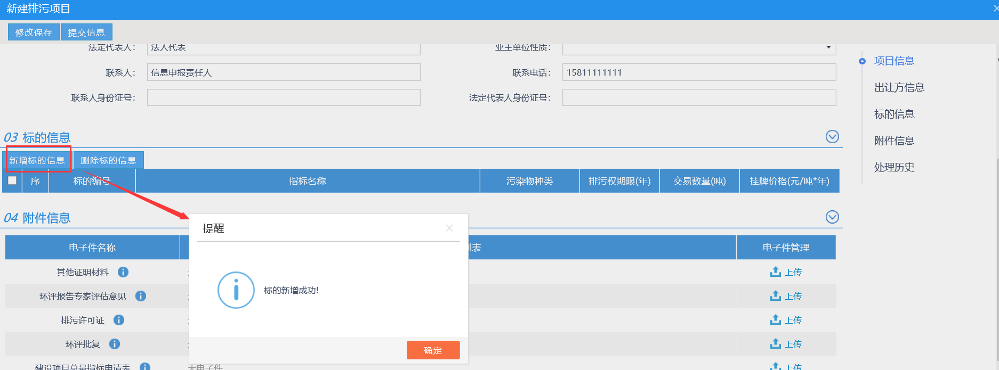 新建排污项目
修改保存 提交信息
法定代表人： 法人代表 业主单位性质：
联系人： 信息申报责任人 联系电话： 15811111111
联系人身份证号： 法定代表人身份证号：
项目信息
出让方信息
标的信息
附件信息
处理历史
03 标的信息
新增标的信息 删除标的信息
序 标的编号 指标名称 污染物种类 排污权期限(年) 交易数量(吨) 挂牌价格(元/吨*年)
04 附件信息
电子件名称 列表 电子件管理
其他证明材料 上传
环评报告专家评估意见 上传
排污许可证 上传
环评批复 上传
建设项目总量指标申请表 无电子件 上传
提醒
标的新增成功!
确定